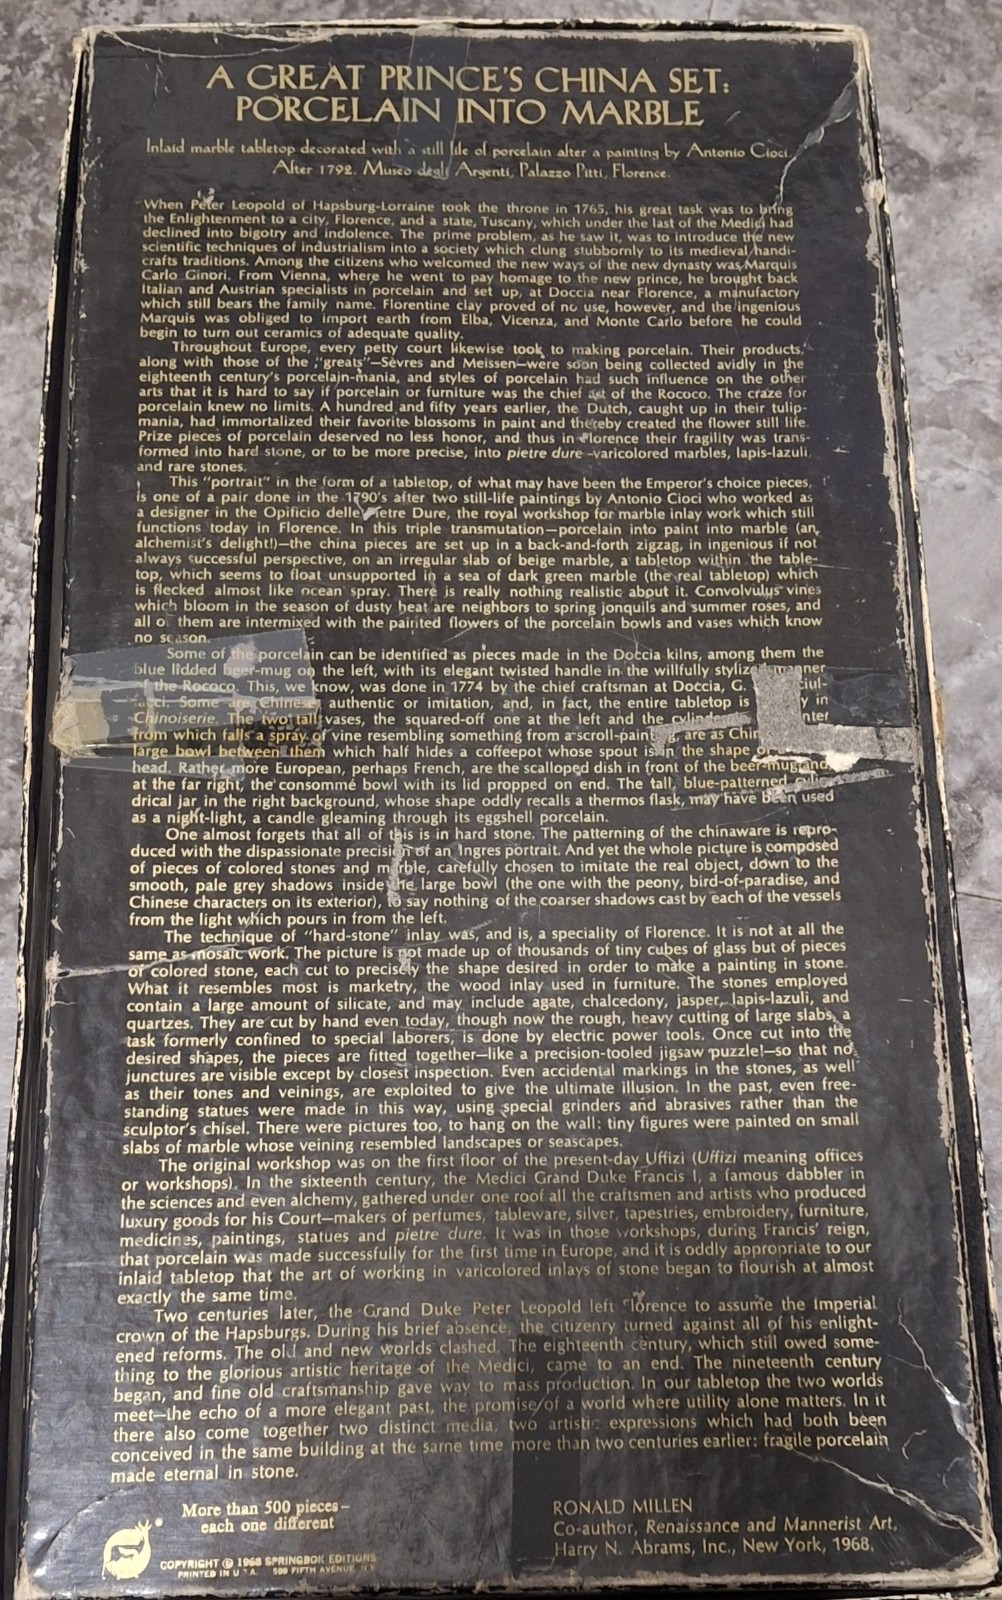 A GREAT PRINCE'S CHINA SET:
PORCELAIN INTO MARBLE
Inlaid marble tabletop decorated with a still life of porcelain after a painting by Antonio Cioci.
After 1792. Museo degli Argenti, Palazzo Pitti, Florence.
When Peter Leopold of Hapsburg-Lorraine took the throne in 1765, his great task was to bring
the Enlightenment to a city, Florence, and a state, Tuscany, which under the last of the Medici had
declined into bigotry and indolence. The prime problem, as he saw it, was to introduce the new
scientific techniques of industrialism into a society which clung stubbornly to its medieval handi-
crafts traditions. Among the citizens who welcomed the new ways of the new dynasty was Marquis
Carlo Ginori. From Vienna, where he went to pay homage to the new prince, he brought back
Italian and Austrian specialists in porcelain and set up, at Doccia near Florence, a manufactory
which still bears the family name. Florentine clay proved of no use, however, and the ingenious
Marquis was obliged to import earth from Elba, Vicenza, and Monte Carlo before he could
begin to turn out ceramics of adequate quality.
Throughout Europe, every petty court likewise took to making porcelain. Their products,
along with those of the "greats"—Sèvres and Meissen—were soon being collected avidly in the
eighteenth century's porcelain-mania, and styles of porcelain had such influence on the other
arts that it is hard to say if porcelain or furniture was the chief art of the Rococo. The craze for
porcelain knew no limits. A hundred and fifty years earlier, the Dutch, caught up in their tulip-
mania, had immortalized their favorite blossoms in paint and thereby created the flower still life.
Prize pieces of porcelain deserved no less honor, and thus in Florence their fragility was trans-
formed into hard stone, or to be more precise, into pietre dure—varicolored marbles, lapis-lazuli,
and rare stones.
This "portrait" in the form of a tabletop, of what may have been the Emperor's choice pieces,
is one of a pair done in the 1790's after two still-life paintings by Antonio Cioci who worked as
a designer in the Opificio delle Pietre Dure, the royal workshop for marble inlay work which still
functions today in Florence. In this triple transmutation—porcelain into paint into marble (an
alchemist's delight!)—the china pieces are set up in a back-and-forth zigzag, in ingenious if not
always successful perspective, on an irregular slab of beige marble, a tabletop within the table-
top, which seems to float unsupported in a sea of dark green marble (the real tabletop) which
is flecked almost like ocean spray. There is really nothing realistic about it. Convolvulus vines
which bloom in the season of dusty heat are neighbors to spring jonquils and summer roses, and
all of them are intermixed with the painted flowers of the porcelain bowls and vases which know
no season.
Some of the porcelain can be identified as pieces made in the Doccia kilns, among them the
blue lidded beer-mug on the left, with its elegant twisted handle in the willfully stylized manner
of the Rococo. This, we know, was done in 1774 by the chief craftsman at Doccia, G.
Some are Chinese, authentic or imitation, and, in fact, the entire tabletop is in
Chinoiserie. The two tall vases, the squared-off one at the left and the
from which falls a spray of vine resembling something from a scroll-painting, are as
large bowl between them which half hides a coffeepot whose spout is in the shape of
head. Rather more European, perhaps French, are the scalloped dish in front of the beer-mug and,
at the far right, the consommé bowl with its lid propped on end. The tall, blue-patterned cylin-
drical jar in the right background, whose shape oddly recalls a thermos flask, may have been used
as a night-light, a candle gleaming through its eggshell porcelain.
One almost forgets that all of this is in hard stone. The patterning of the chinaware is repro-
duced with the dispassionate precision of an Ingres portrait. And yet the whole picture is composed
of pieces of colored stones and marble, carefully chosen to imitate the real object, down to the
smooth, pale grey shadows inside the large bowl (the one with the peony, bird-of-paradise, and
Chinese characters on its exterior), to say nothing of the coarser shadows cast by each of the vessels
from the light which pours in from the left.
The technique of "hard-stone" inlay was, and is, a speciality of Florence. It is not at all the
same as mosaic work. The picture is not made up of thousands of tiny cubes of glass but of pieces
of colored stone, each cut to precisely the shape desired in order to make a painting in stone.
What it resembles most is marketry, the wood inlay used in furniture. The stones employed
contain a large amount of silicate, and may include agate, chalcedony, jasper, lapis-lazuli, and
quartzes. They are cut by hand even today, though now the rough, heavy cutting of large slabs, a
task formerly confined to special laborers, is done by electric power tools. Once cut into the
desired shapes, the pieces are fitted together—like a precision-tooled jigsaw puzzle!—so that no
junctures are visible except by closest inspection. Even accidental markings in the stones, as well
as their tones and veinings, are exploited to give the ultimate illusion. In the past, even free-
standing statues were made in this way, using special grinders and abrasives rather than the
sculptor's chisel. There were pictures too, to hang on the wall: tiny figures were painted on small
slabs of marble whose veining resembled landscapes or seascapes.
The original workshop was on the first floor of the present-day Uffizi (Uffizi meaning offices
or workshops). In the sixteenth century, the Medici Grand Duke Francis I, a famous dabbler in
the sciences and even alchemy, gathered under one roof all the craftsmen and artists who produced
luxury goods for his Court—makers of perfumes, tableware, silver, tapestries, embroidery, furniture,
medicines, paintings, statues and pietre dure. It was in those workshops, during Francis' reign,
that porcelain was made successfully for the first time in Europe, and it is oddly appropriate to our
inlaid tabletop that the art of working in varicolored inlays of stone began to flourish at almost
exactly the same time.
Two centuries later, the Grand Duke Peter Leopold left Florence to assume the Imperial
crown of the Hapsburgs. During his brief absence, the citizenry turned against all of his enlight-
ened reforms. The old and new worlds clashed. The eighteenth century, which still owed some-
thing to the glorious artistic heritage of the Medici, came to an end. The nineteenth century
began, and fine old craftsmanship gave way to mass production. In our tabletop the two worlds
meet—the echo of a more elegant past, the promise of a world where utility alone matters. In it
there also come together two distinct media, two artistic expressions which had both been
conceived in the same building at the same time more than two centuries earlier: fragile porcelain
made eternal in stone.
More than 500 pieces—
each one different
COPYRIGHT © 1968 SPRINGBOK EDITIONS
PRINTED IN U.S.A. 500 FIFTH AVENUE N.Y.
RONALD MILLEN
Co-author, Renaissance and Mannerist Art,
Harry N. Abrams, Inc., New York, 1968.